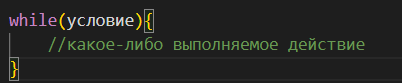 while(условие){
    //какое-либо выполняемое действие
}